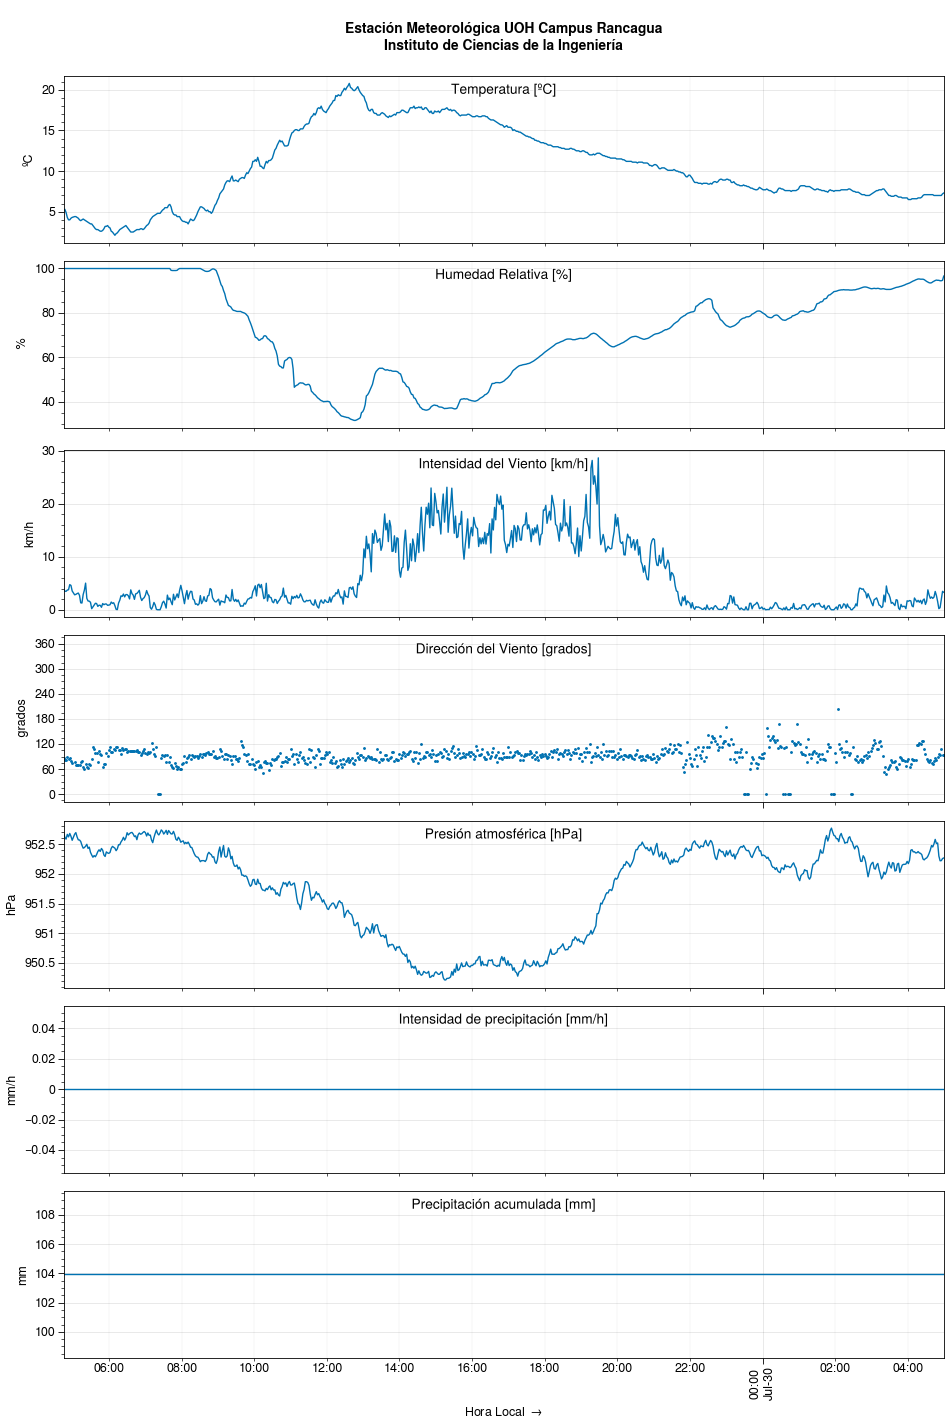 Estación Meteorológica UOH Campus Rancagua
Instituto de Ciencias de la Ingeniería
Temperatura [ºC]
ºC
20
15
10
5
Humedad Relativa [%]
%
100
80
60
40
Intensidad del Viento [km/h]
km/h
30
20
10
0
Dirección del Viento [grados]
grados
360
300
240
180
120
60
0
Presión atmosférica [hPa]
hPa
952.5
952
951.5
951
950.5
Intensidad de precipitación [mm/h]
mm/h
0.04
0.02
0
−0.02
−0.04
Precipitación acumulada [mm]
mm
108
106
104
102
100
06:00 08:00 10:00 12:00 14:00 16:00 18:00 20:00 22:00 00:00 02:00 04:00
Jul-30
Hora Local →